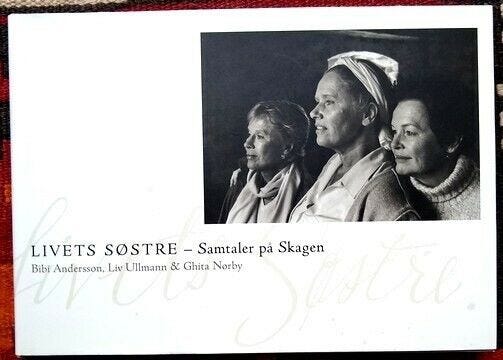 LIVETS SØSTRE – Samtaler på Skagen
Bibi Andersson, Liv Ullmann & Ghita Nørby
Livets Søstre